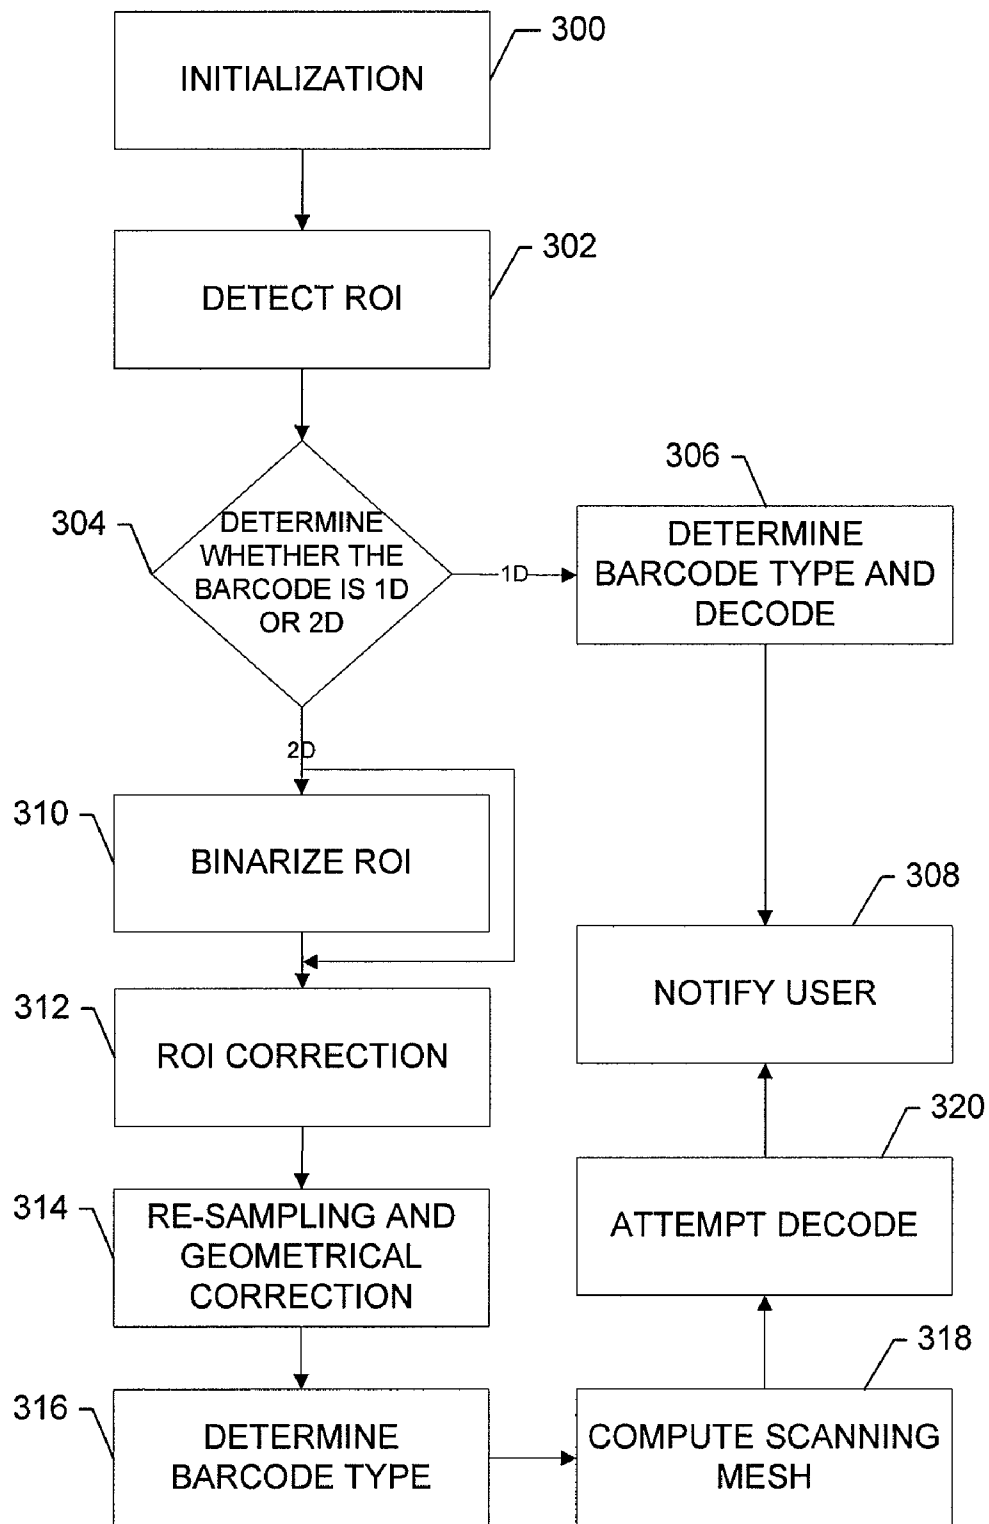 300
INITIALIZATION
302
DETECT ROI
304
DETERMINE
WHETHER THE
BARCODE IS 1D
OR 2D
1D
306
DETERMINE
BARCODE TYPE AND
DECODE
2D
310
BINARIZE ROI
308
NOTIFY USER
312
ROI CORRECTION
320
ATTEMPT DECODE
314
RE-SAMPLING AND
GEOMETRICAL
CORRECTION
316
DETERMINE
BARCODE TYPE
318
COMPUTE SCANNING
MESH